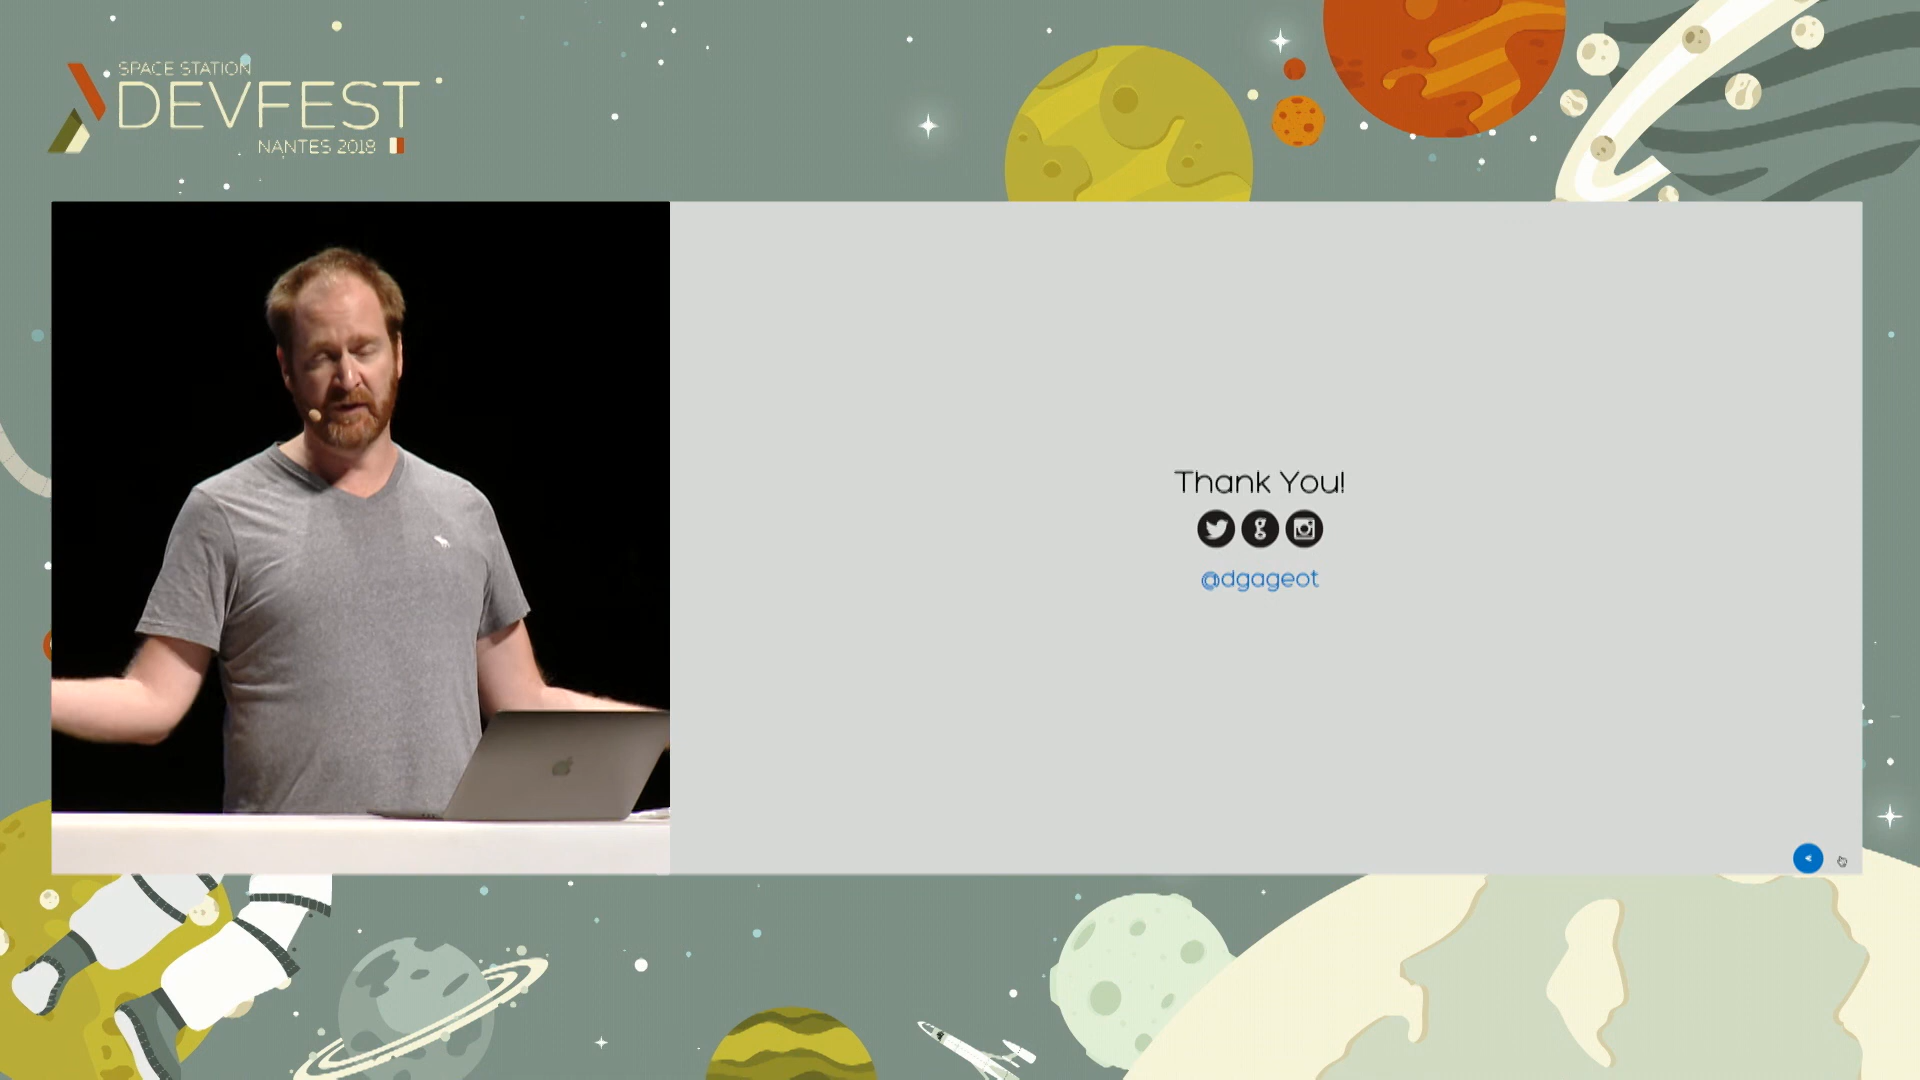 SPACE STATION
DEVFEST
NANTES 2018
Thank You!
@dgageot